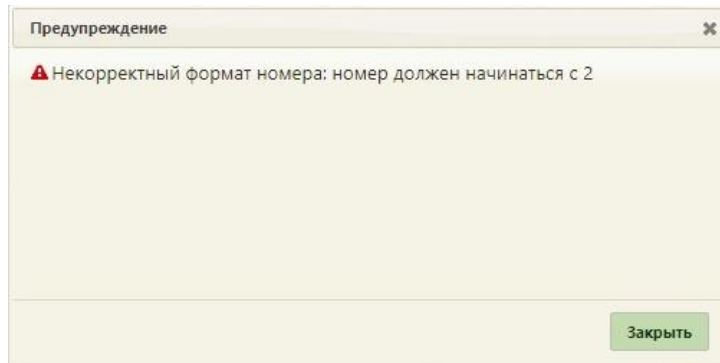 Предупреждение
Некорректный формат номера: номер должен начинаться с 2
Закрыть